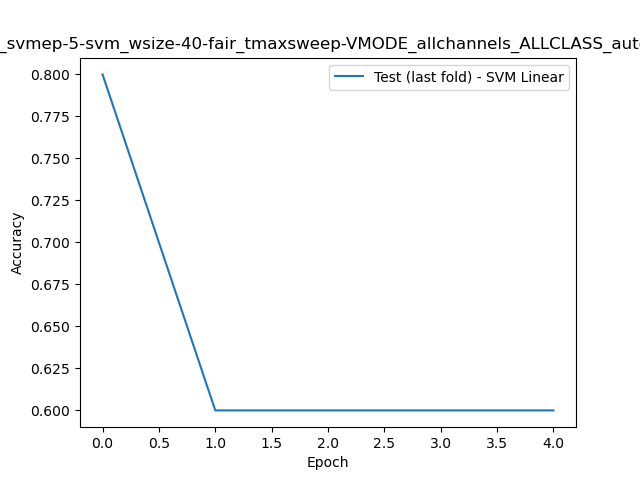 _svmep-5-svm_wsize-40-fair_tmaxsweep-VMODE_allchannels_ALLCLASS_aut
Test (last fold) - SVM Linear
0.800
0.775
0.750
0.725
0.700
0.675
0.650
0.625
0.600
Accuracy
0.0 0.5 1.0 1.5 2.0 2.5 3.0 3.5 4.0
Epoch